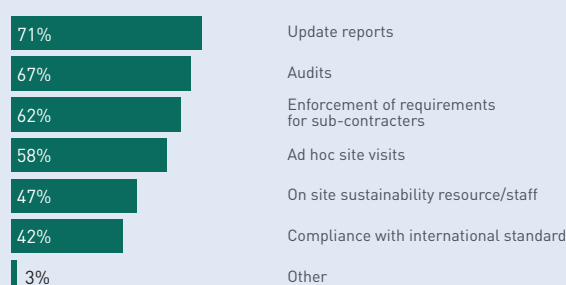 71% Update reports
67% Audits
62% Enforcement of requirements
for sub-contracters
58% Ad hoc site visits
47% On site sustainability resource/staff
42% Compliance with international standard
3% Other